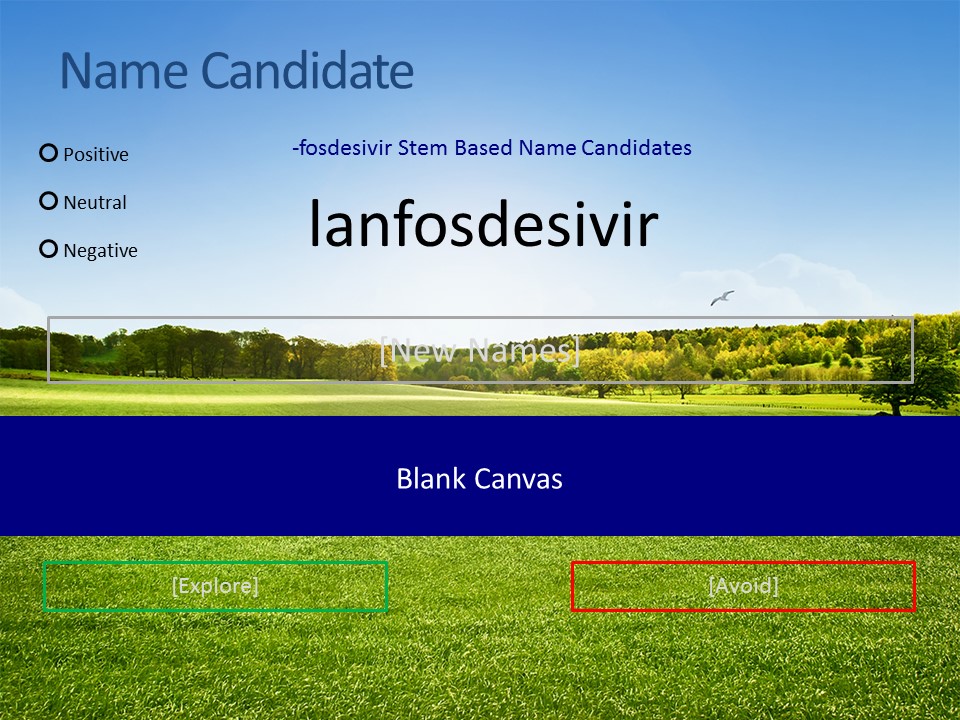 Name Candidate
Positive
Neutral
Negative
-fosdesivir Stem Based Name Candidates
lanfosdesivir
[New Names]
Blank Canvas
[Explore]
[Avoid]